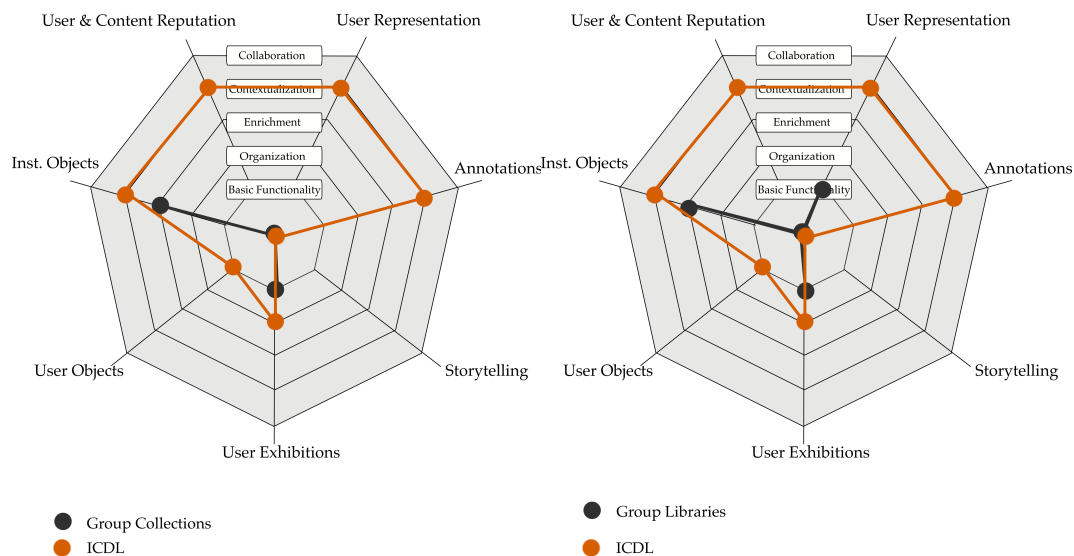 User & Content Reputation
User Representation
Collaboration
Contextualization
Enrichment
Inst. Objects
Organization
Annotations
Basic Functionality
User Objects
Storytelling
User Exhibitions
Group Collections
ICDL
User & Content Reputation
User Representation
Collaboration
Contextualization
Enrichment
Inst. Objects
Organization
Annotations
Basic Functionality
User Objects
Storytelling
User Exhibitions
Group Libraries
ICDL